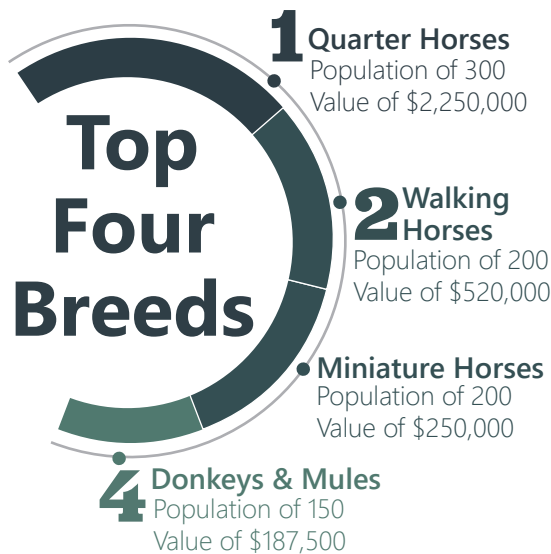 Top
Four
Breeds
1 Quarter Horses
Population of 300
Value of $2,250,000
2 Walking
Horses
Population of 200
Value of $520,000
Miniature Horses
Population of 200
Value of $250,000
4 Donkeys & Mules
Population of 150
Value of $187,500